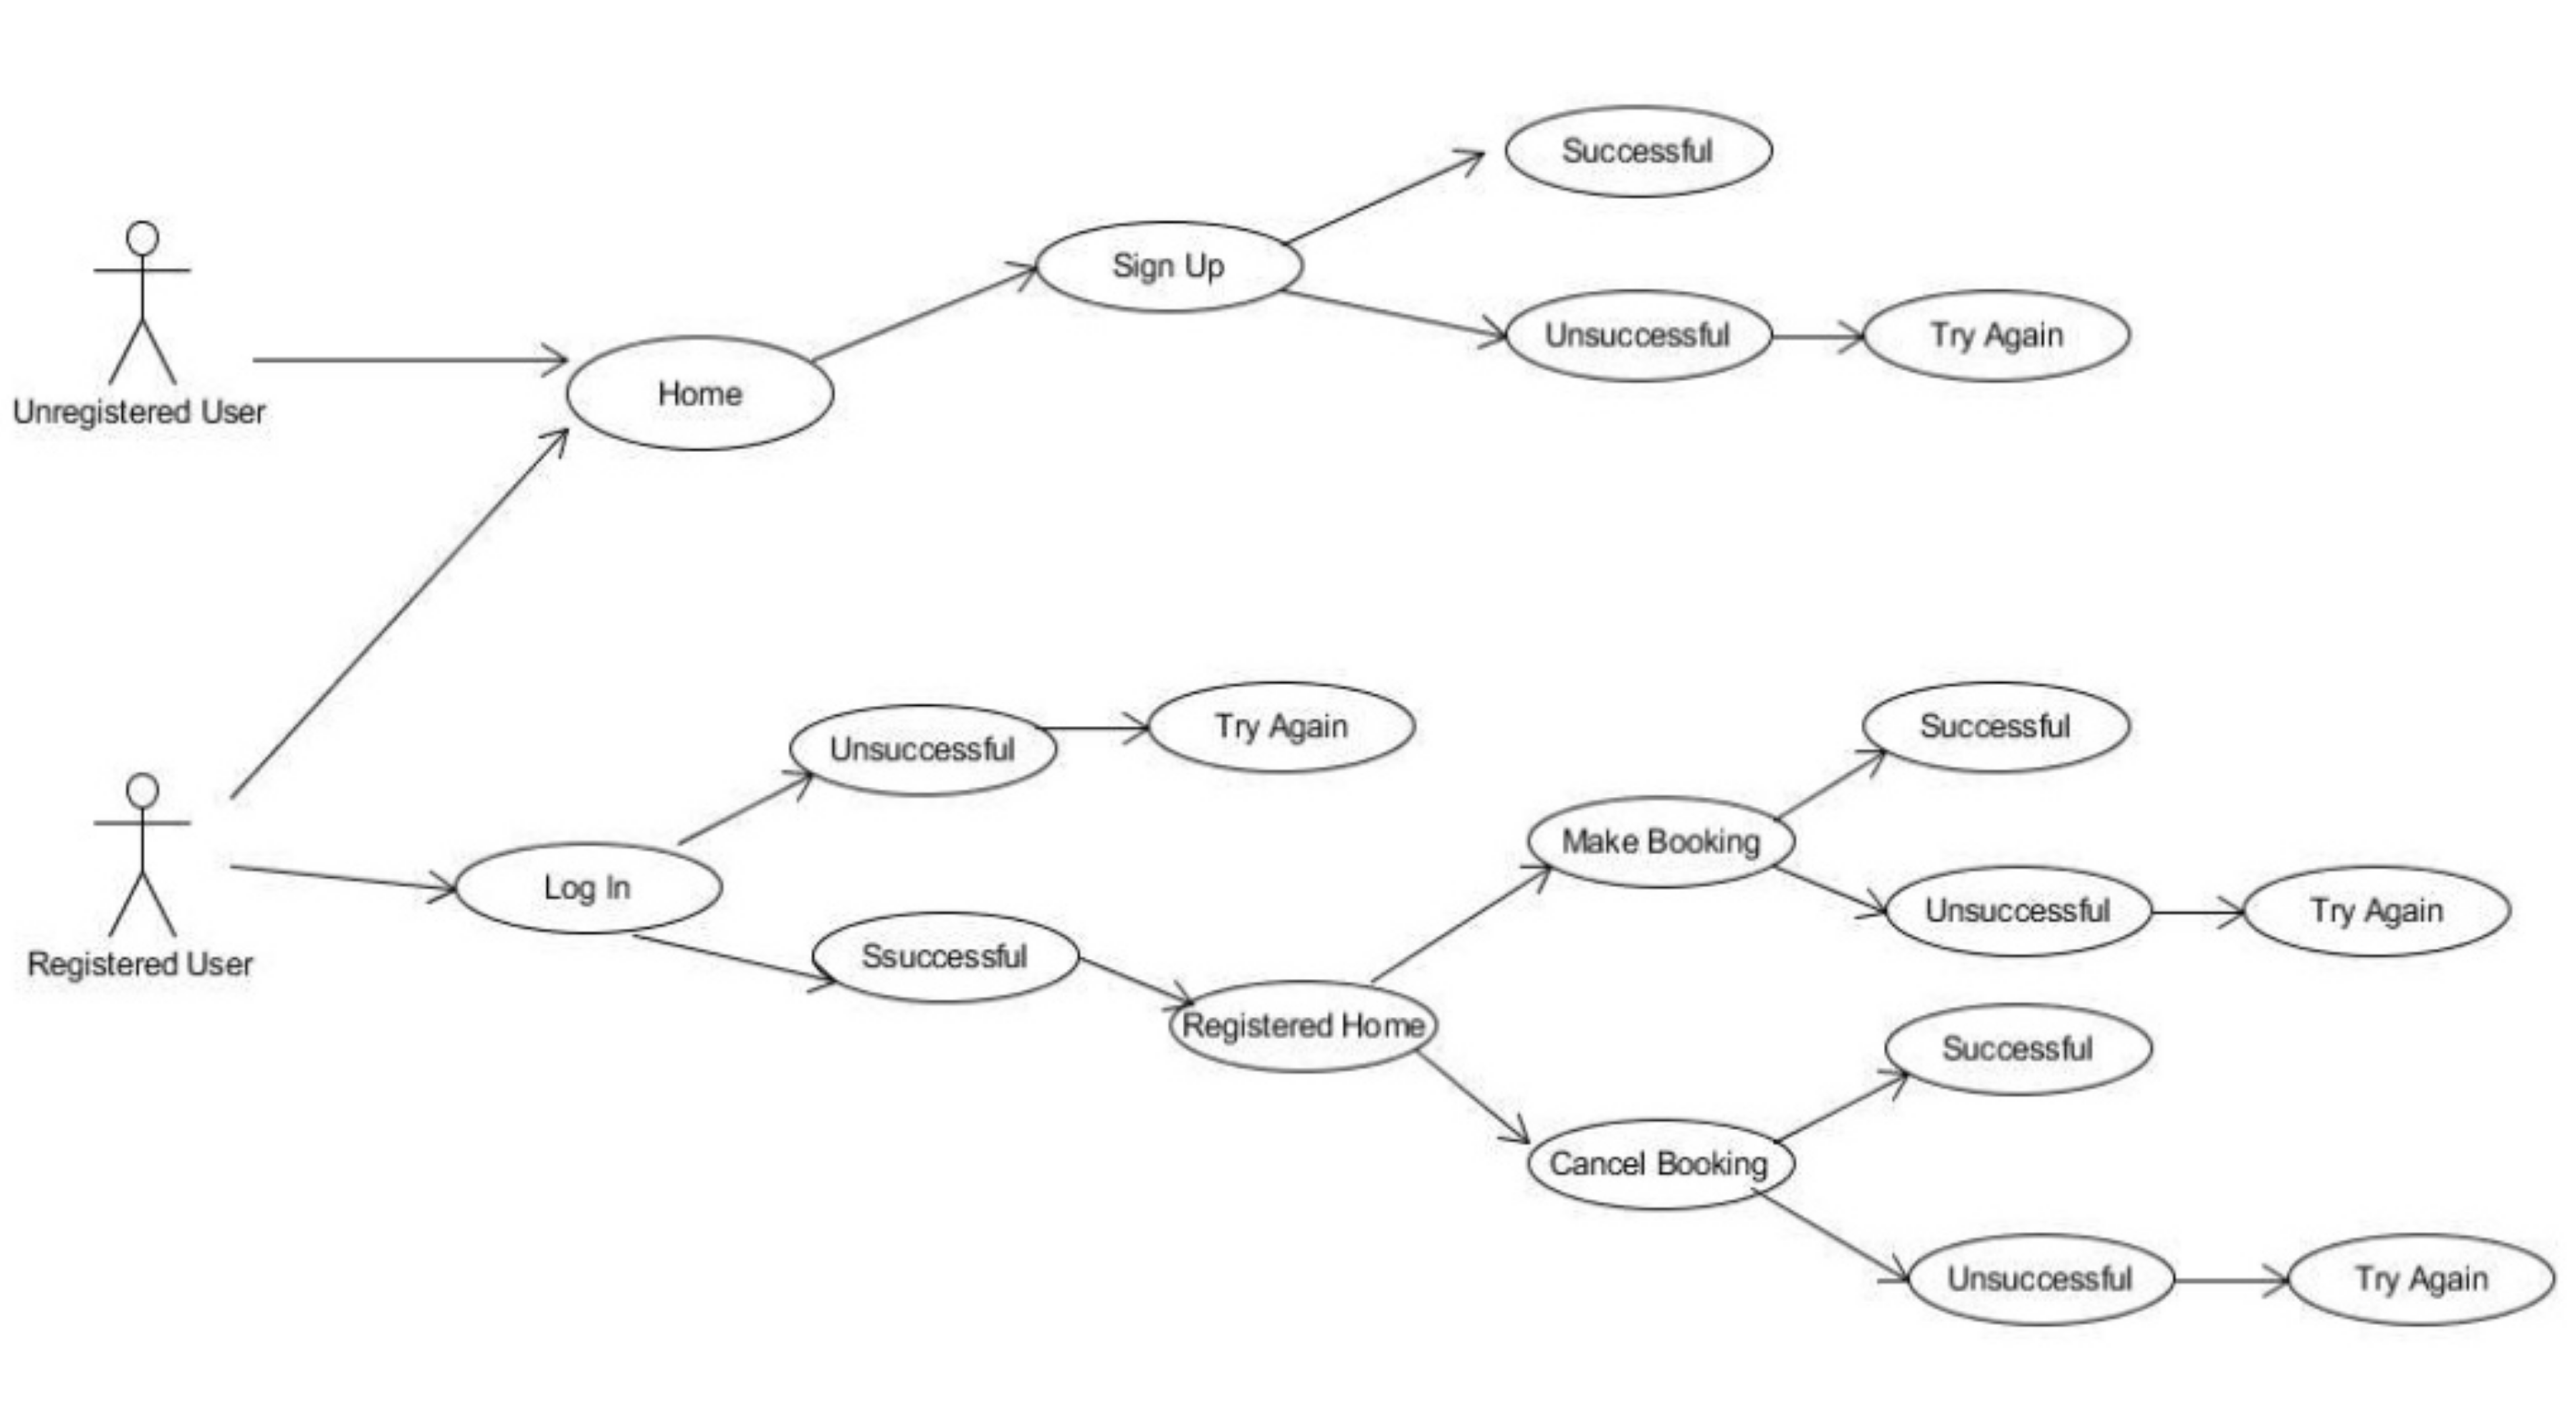 Successful
Sign Up
Unsuccessful
Try Again
Home
Unregistered User
Unsuccessful
Try Again
Successful
Make Booking
Log In
Unsuccessful
Try Again
Ssuccessful
Registered User
Registered Home
Successful
Cancel Booking
Unsuccessful
Try Again